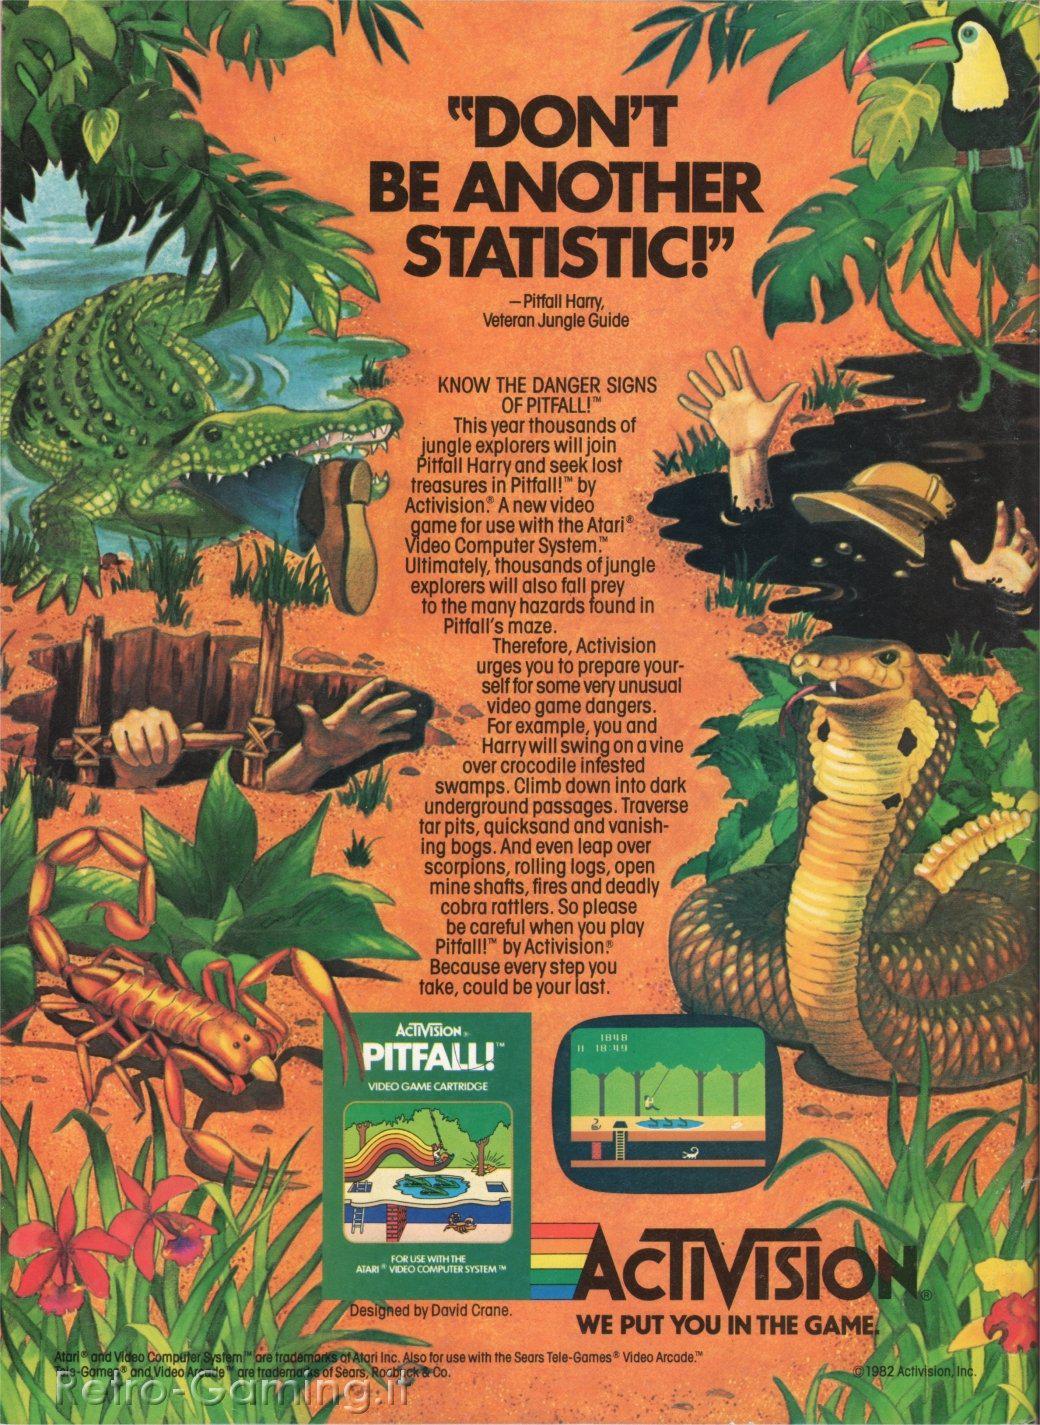 “DON’T
BE ANOTHER
STATISTIC!”
– Pitfall Harry,
Veteran Jungle Guide
KNOW THE DANGER SIGNS
OF PITFALL!™
This year thousands of
jungle explorers will join
Pitfall Harry and seek lost
treasures in Pitfall!™ by
Activision.® A new video
game for use with the Atari®
Video Computer System.™
Ultimately, thousands of jungle
explorers will also fall prey
to the many hazards found in
Pitfall’s maze.
Therefore, Activision
urges you to prepare your-
self for some very unusual
video game dangers.
For example, you and
Harry will swing on a vine
over crocodile infested
swamps. Climb down into dark
underground passages. Traverse
tar pits, quicksand and vanish-
ing bogs. And even leap over
scorpions, rolling logs, open
mine shafts, fires and deadly
cobra rattlers. So please
be careful when you play
Pitfall!™ by Activision®
Because every step you
take, could be your last.
ACTIVISION®
PITFALL!™
VIDEO GAME CARTRIDGE
FOR USE WITH THE
ATARI® VIDEO COMPUTER SYSTEM™
1848
18:49
Designed by David Crane.
ACTIVISION®
WE PUT YOU IN THE GAME.
Atari® and Video Computer System™ are trademarks of Atari Inc. Also for use with the Sears Tele-Games® Video Arcade.™
Tele-Games® and Video Arcade™ are trademarks of Sears, Roebuck & Co.
©1982 Activision, Inc.
Retro-Gaming.it